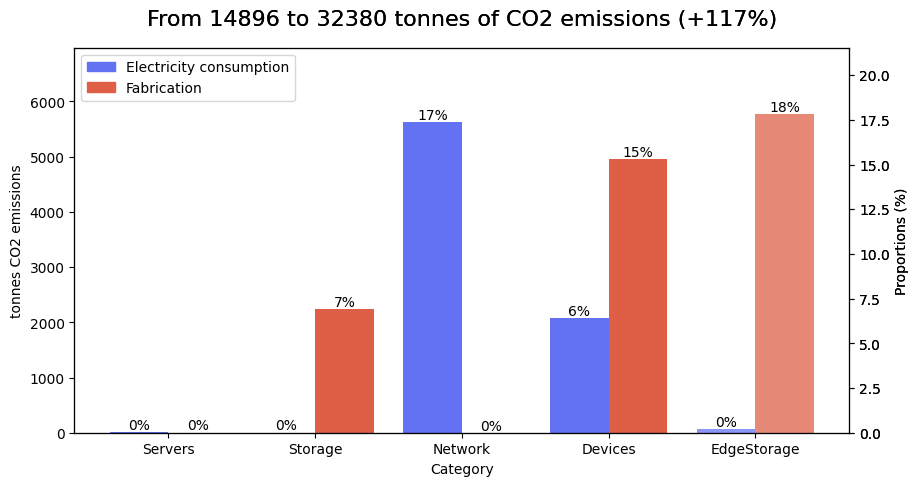 From 14896 to 32380 tonnes of CO2 emissions (+117%)
Electricity consumption
Fabrication
tonnes CO2 emissions
6000
5000
4000
3000
2000
1000
0
0%
0%
0%
7%
17%
0%
6%
15%
0%
18%
20.0
17.5
15.0
12.5
10.0
7.5
5.0
2.5
0.0
Proportions (%)
Servers
Storage
Network
Devices
EdgeStorage
Category